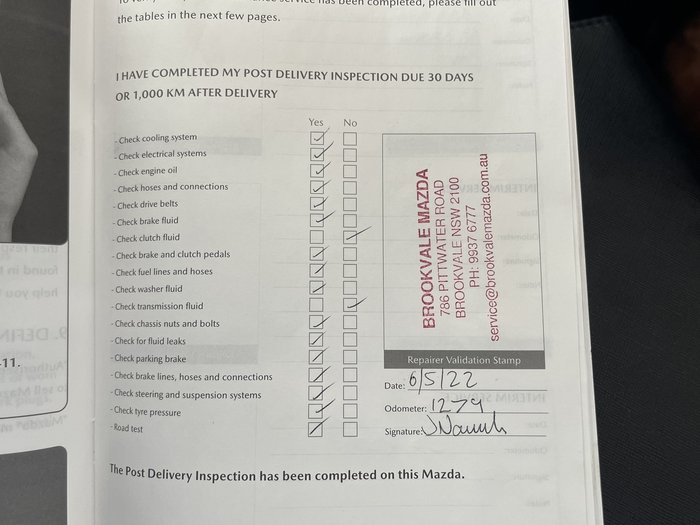 the tables in the next few pages.
I HAVE COMPLETED MY POST DELIVERY INSPECTION DUE 30 DAYS
OR 1,000 KM AFTER DELIVERY
Yes No
- Check cooling system
- Check electrical systems
- Check engine oil
- Check hoses and connections
- Check drive belts
- Check brake fluid
- Check clutch fluid
- Check brake and clutch pedals
- Check fuel lines and hoses
- Check washer fluid
- Check transmission fluid
- Check chassis nuts and bolts
- Check for fluid leaks
- Check parking brake
- Check brake lines, hoses and connections
- Check steering and suspension systems
- Check tyre pressure
- Road test
BROOKVALE MAZDA
786 PITTWATER ROAD
BROOKVALE NSW 2100
PH: 9937 6777
service@brookvalemazda.com.au
Repairer Validation Stamp
Date: 6/5/22
Odometer: 1279
Signature:
The Post Delivery Inspection has been completed on this Mazda.
-11.